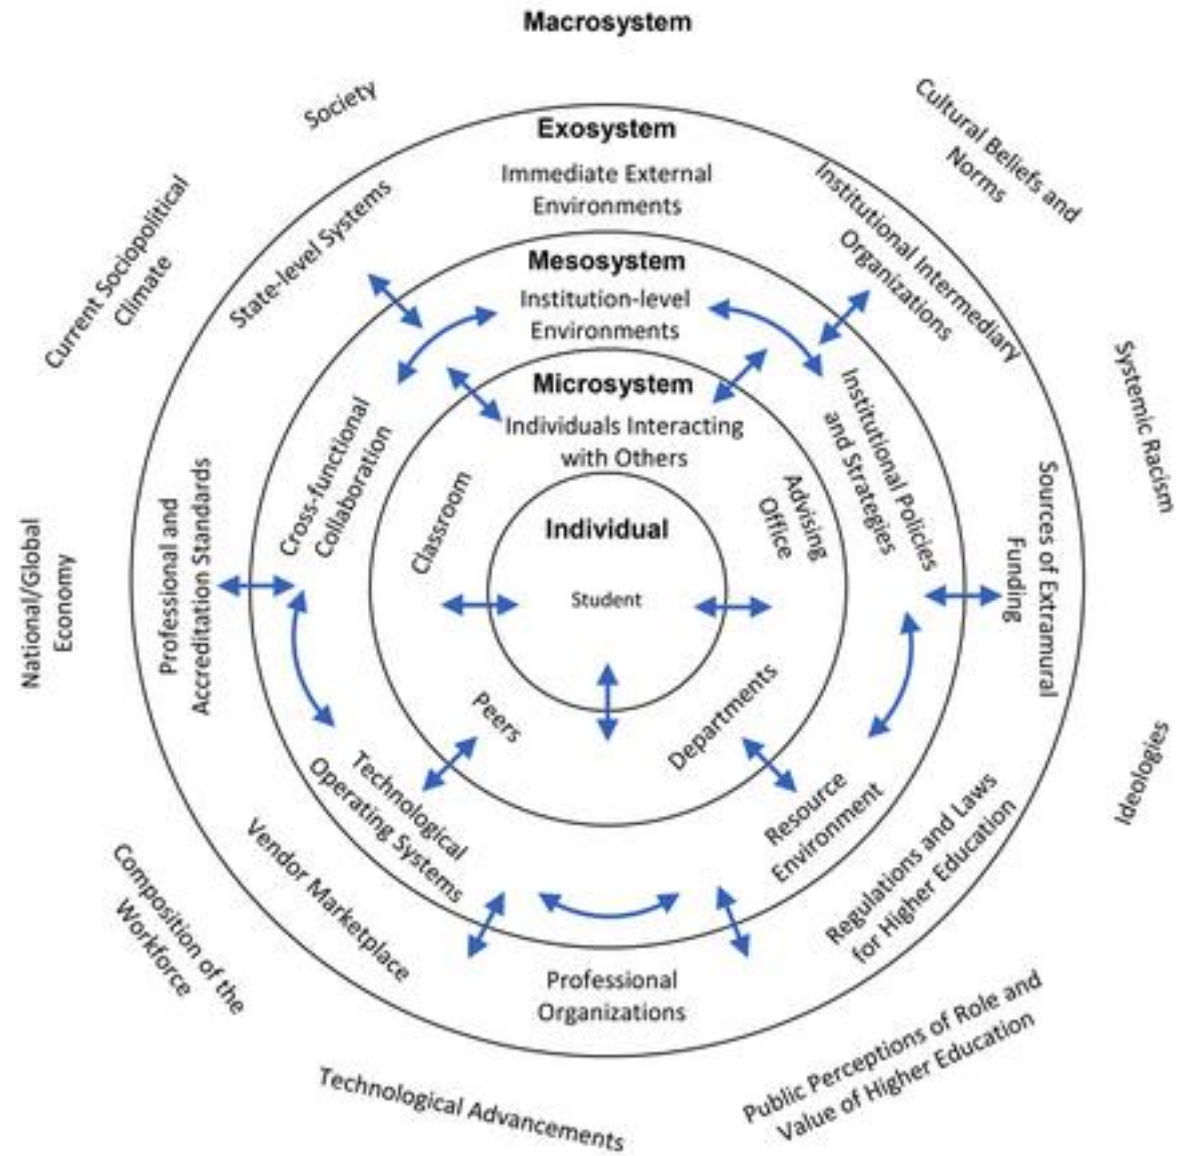 Macrosystem
Society
Cultural Beliefs and
Norms
Current Sociopolitical
Climate
Systemic Racism
National/Global
Economy
Ideologies
Composition of the
Workforce
Technological Advancements
Public Perceptions of Role and
Value of Higher Education
Exosystem
Immediate External
Environments
State-level Systems
Institutional Intermediary
Organizations
Professional and
Accreditation Standards
Sources of Extramural
Funding
Vendor Marketplace
Regulations and Laws
for Higher Education
Professional
Organizations
Mesosystem
Institution-level
Environments
Cross-functional
Collaboration
Institutional Policies
and Strategies
Technological
Operating Systems
Resource
Environment
Microsystem
Individuals Interacting
with Others
Classroom
Advising
Office
Peers
Departments
Individual
Student